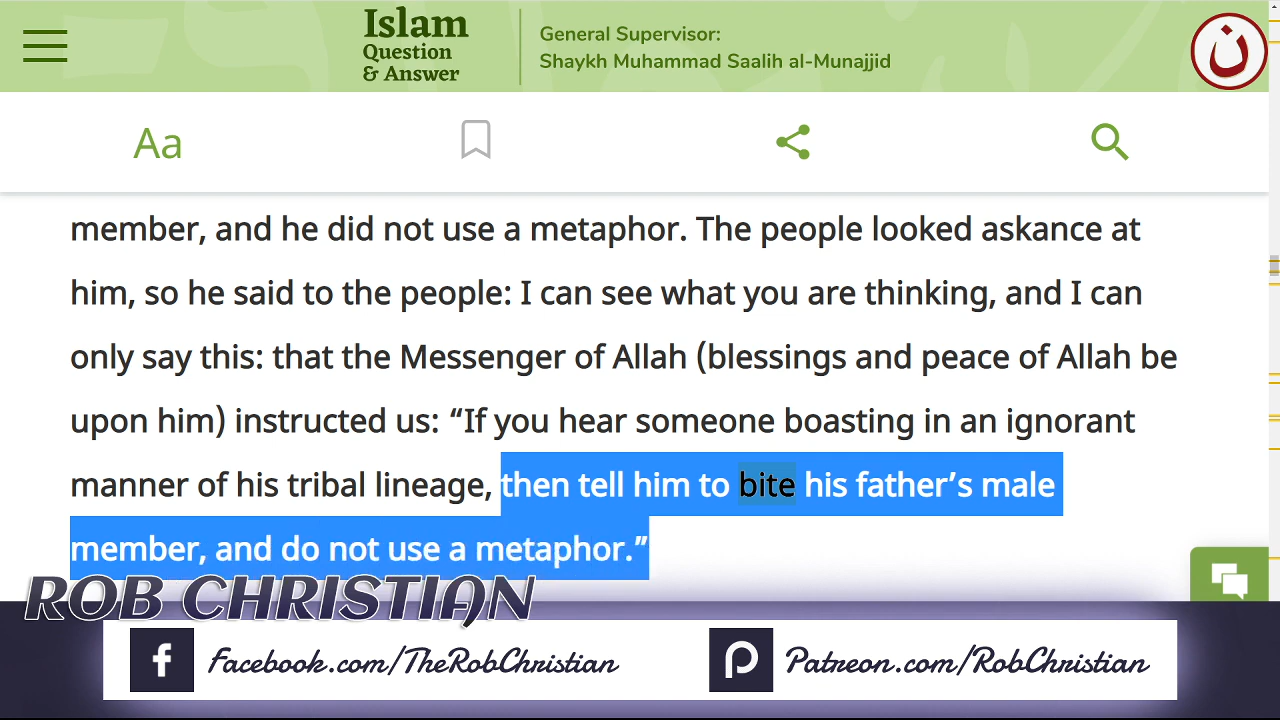 Islam
Question
& Answer
General Supervisor:
Shaykh Muhammad Saalih al-Munajjid
ن
Aa
member, and he did not use a metaphor. The people looked askance at
him, so he said to the people: I can see what you are thinking, and I can
only say this: that the Messenger of Allah (blessings and peace of Allah be
upon him) instructed us: “If you hear someone boasting in an ignorant
manner of his tribal lineage, then tell him to bite his father’s male
member, and do not use a metaphor.”
ROB CHRISTIAN
Facebook.com/TheRobChristian
Patreon.com/RobChristian